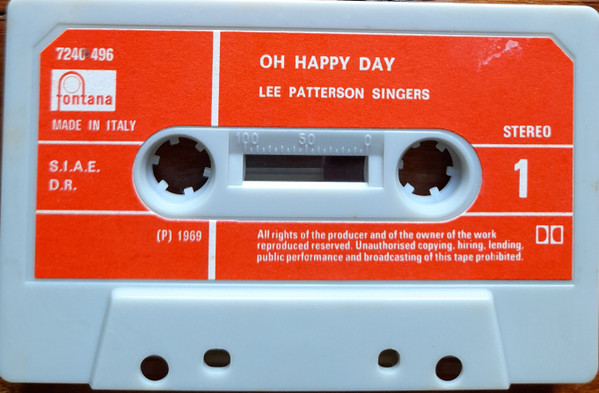 7240 496
fontana
MADE IN ITALY
S.I.A.E.
D.R.
(P) 1969
OH HAPPY DAY
LEE PATTERSON SINGERS
STEREO
1
100 50 0
All rights of the producer and of the owner of the work
reproduced reserved. Unauthorised copying, hiring, lending,
public performance and broadcasting of this tape prohibited.